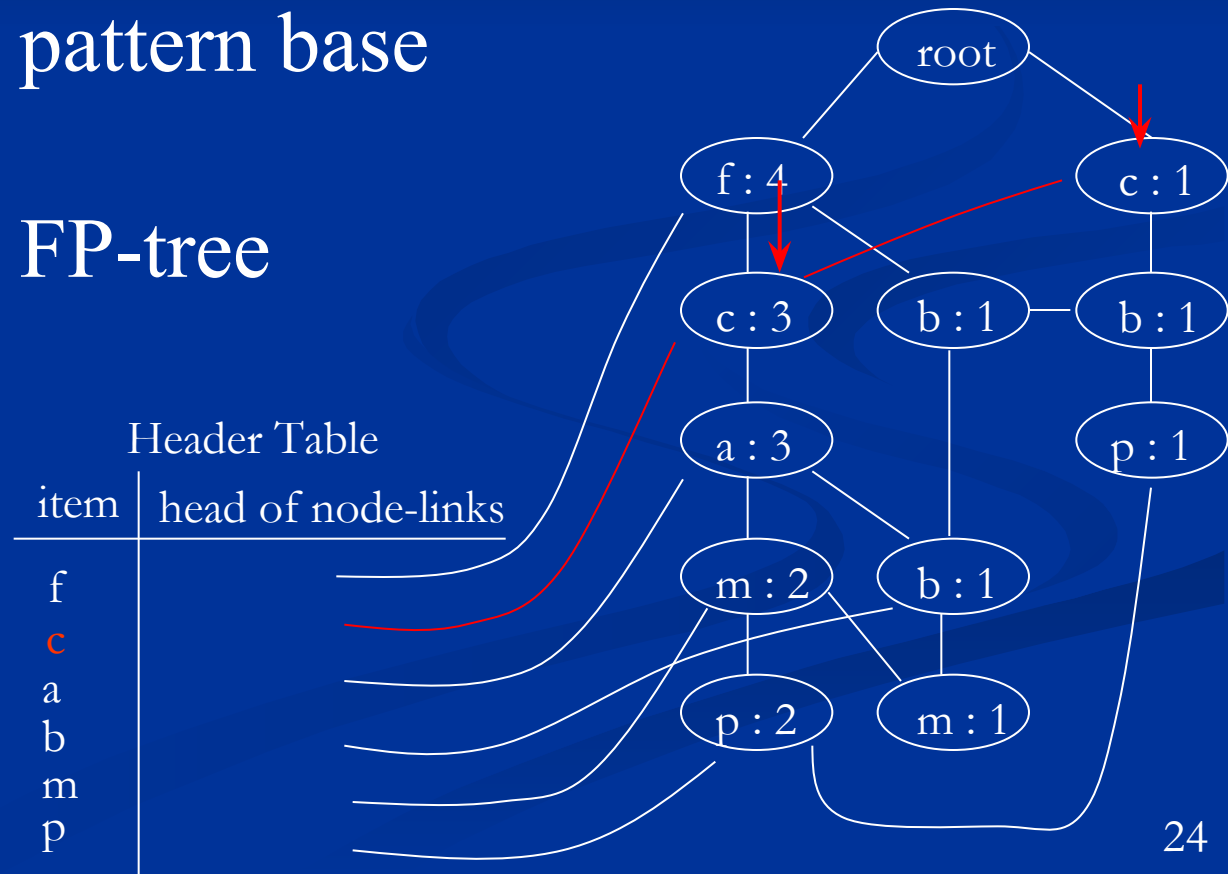 pattern base
FP-tree
root
f : 4
c : 1
c : 3
b : 1
b : 1
a : 3
p : 1
m : 2
b : 1
p : 2
m : 1
Header Table
item head of node-links
f
c
a
b
m
p
24